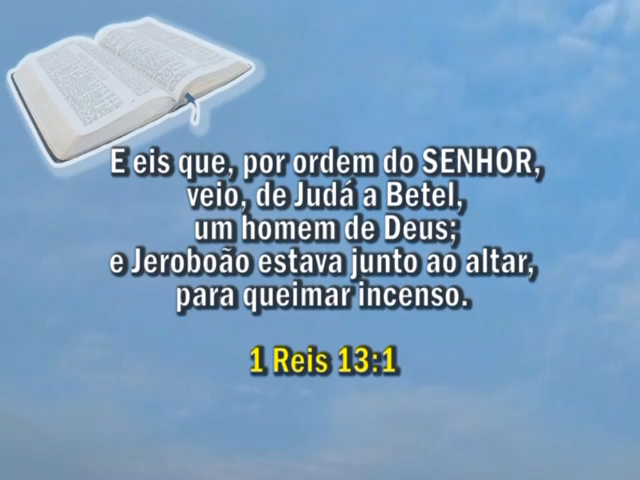 E eis que, por ordem do SENHOR,
veio, de Judá a Betel,
um homem de Deus;
e Jeroboão estava junto ao altar,
para queimar incenso.
1 Reis 13:1